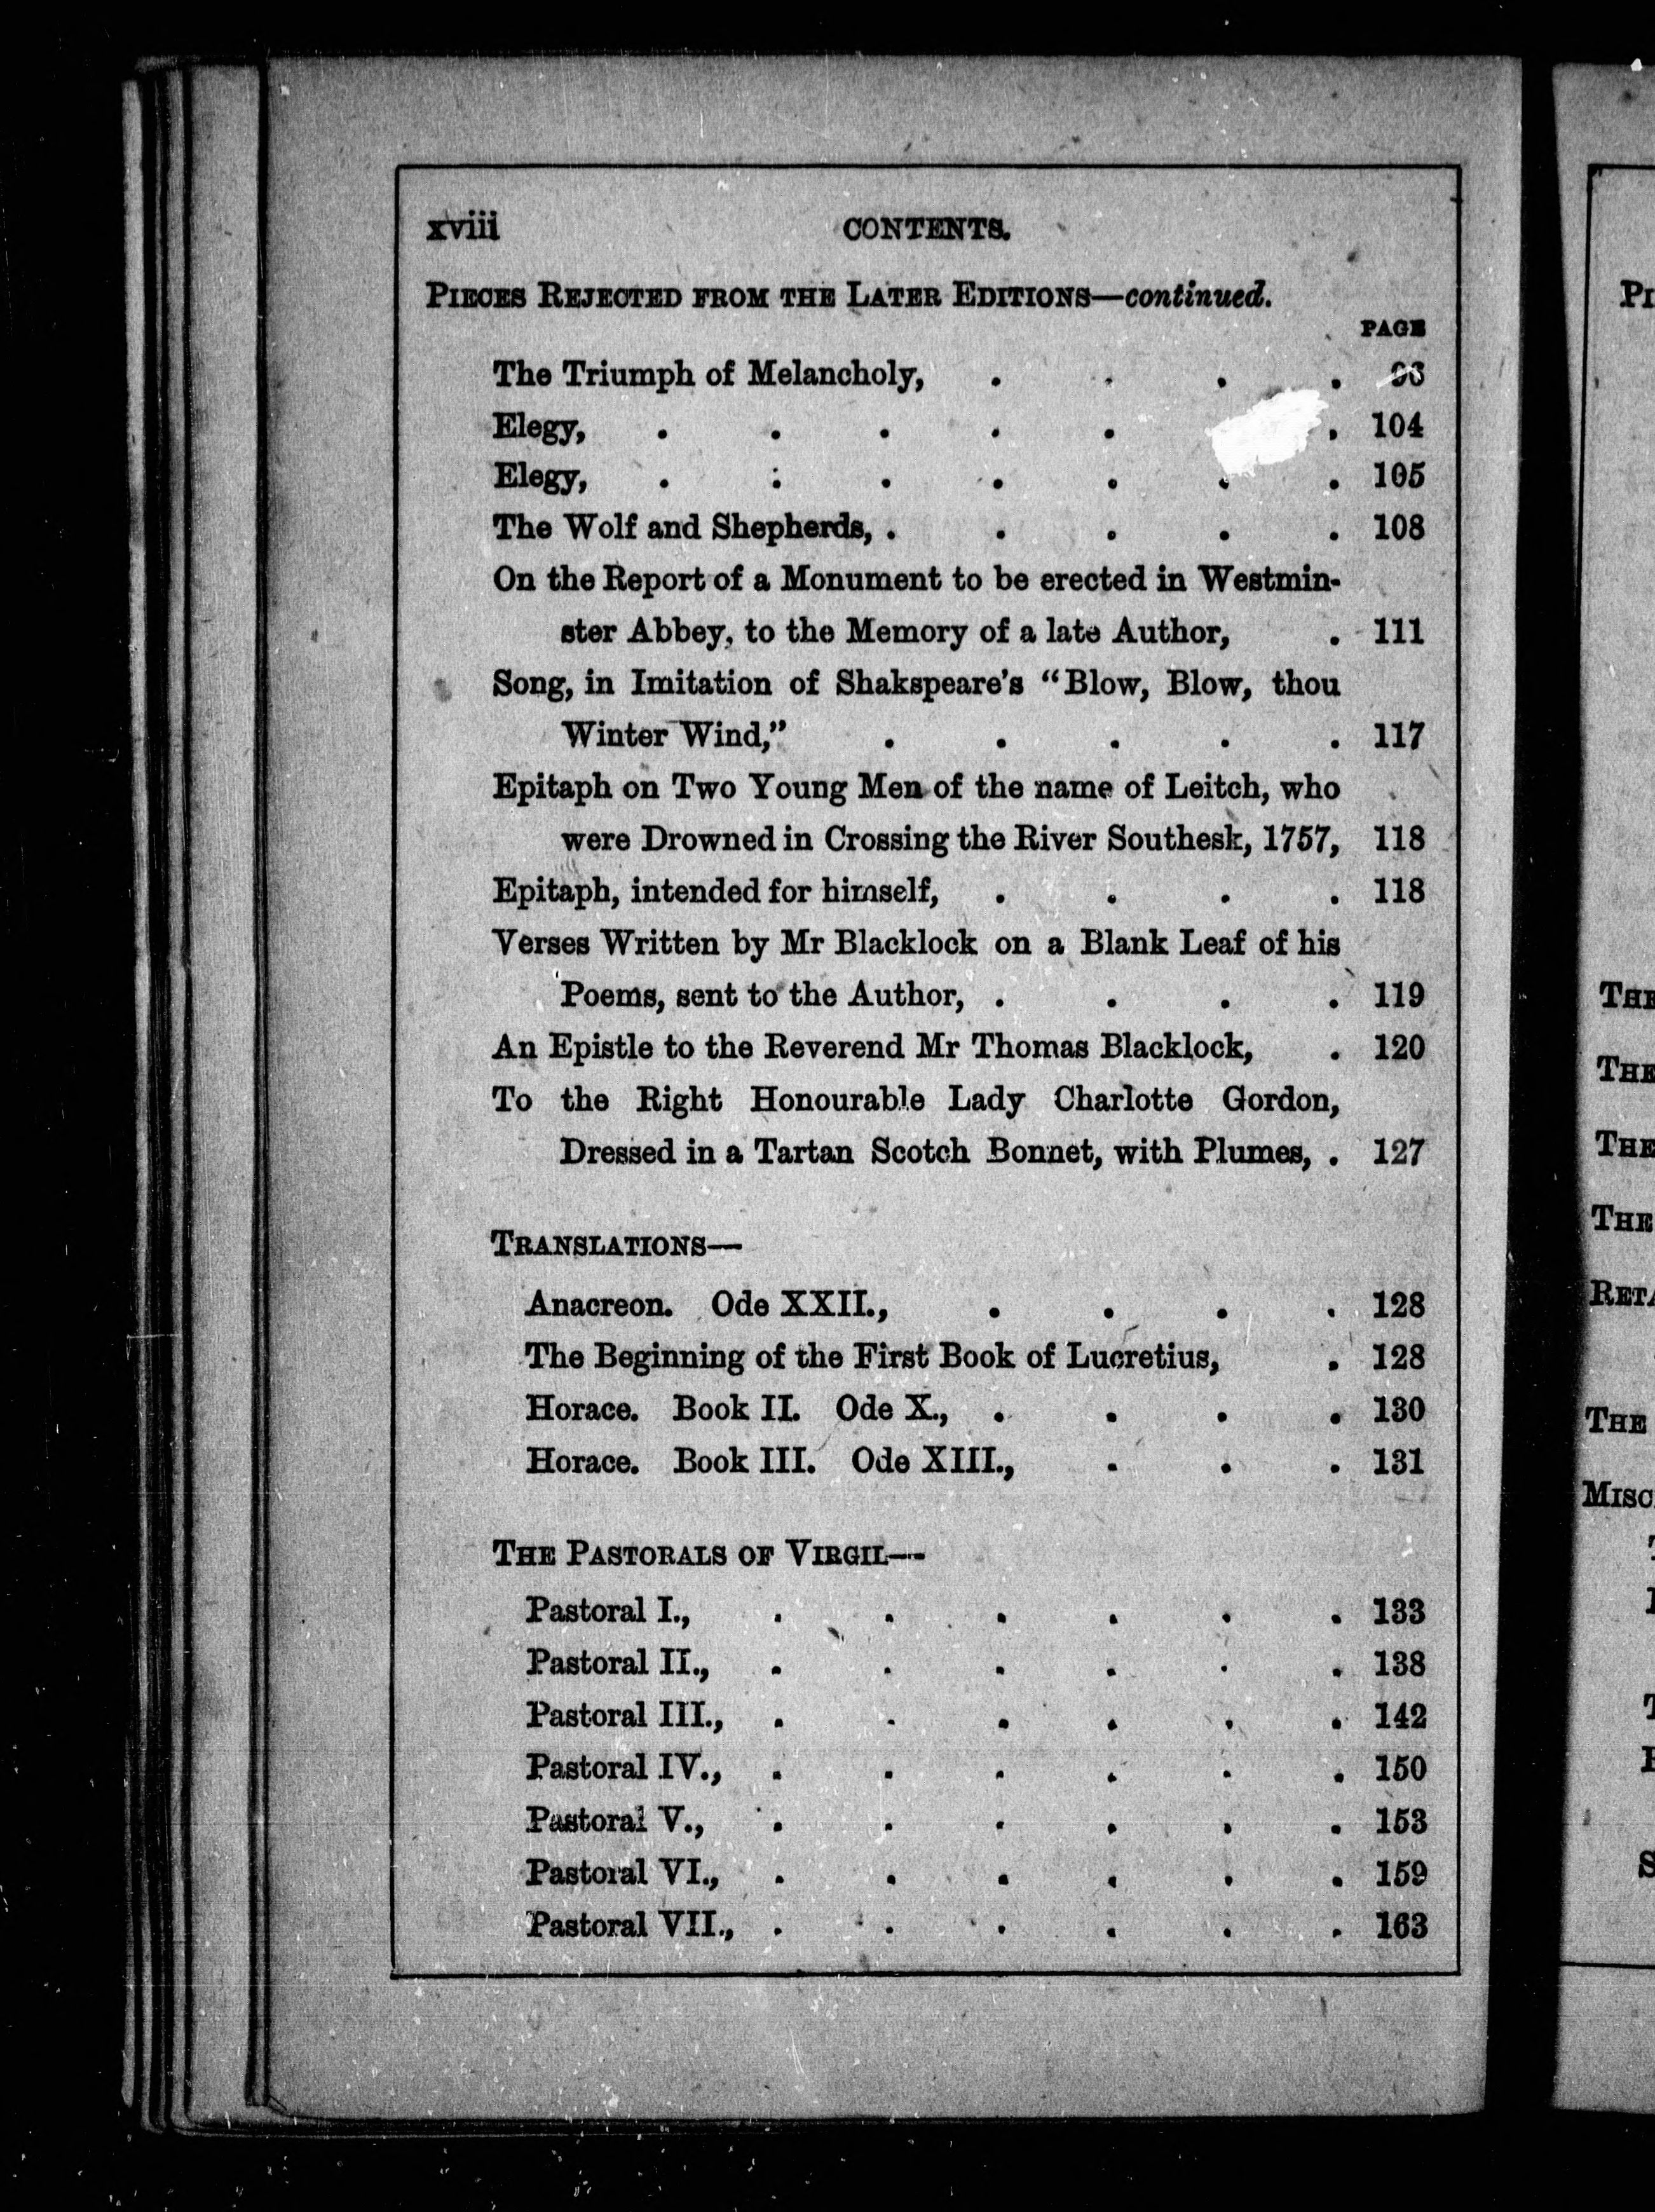 xviii CONTENTS.
PIECES REJECTED FROM THE LATER EDITIONS—continued.
PAGE
The Triumph of Melancholy, . . . .
Elegy, . . . . . . 104
Elegy, . . . . . . . 105
The Wolf and Shepherds, . . . . . 108
On the Report of a Monument to be erected in Westmin-
ster Abbey, to the Memory of a late Author, . 111
Song, in Imitation of Shakspeare's "Blow, Blow, thou
Winter Wind," . . . . . 117
Epitaph on Two Young Men of the name of Leitch, who
were Drowned in Crossing the River Southesk, 1757, 118
Epitaph, intended for himself, . . . . 118
Verses Written by Mr Blacklock on a Blank Leaf of his
Poems, sent to the Author, . . . . 119
An Epistle to the Reverend Mr Thomas Blacklock, . 120
To the Right Honourable Lady Charlotte Gordon,
Dressed in a Tartan Scotch Bonnet, with Plumes, . 127
TRANSLATIONS—
Anacreon. Ode XXII., . . . . 128
The Beginning of the First Book of Lucretius, . 128
Horace. Book II. Ode X., . . . . 130
Horace. Book III. Ode XIII., . . . 131
THE PASTORALS OF VIRGIL—
Pastoral I., . . . . . . 133
Pastoral II., . . . . . . 138
Pastoral III., . . . . . . 142
Pastoral IV., . . . . . . 150
Pastoral V., . . . . . . 153
Pastoral VI., . . . . . . 159
Pastoral VII., . . . . . . 163
THE
THE
THE
THE
THE